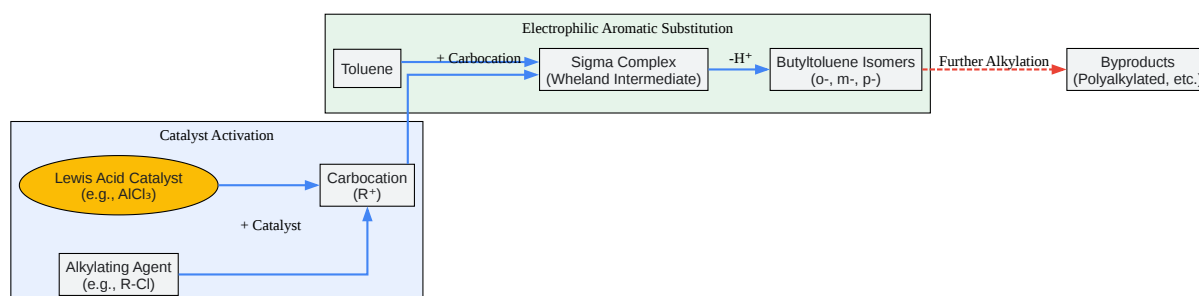 Electrophilic Aromatic Substitution
Toluene
+ Carbocation
Sigma Complex
(Wheland Intermediate)
-H⁺
Butyltoluene Isomers
(o-, m-, p-)
Further Alkylation
Byproducts
(Polyalkylated, etc.)
Catalyst Activation
Lewis Acid Catalyst
(e.g., AlCl₃)
Carbocation
(R⁺)
+ Catalyst
Alkylating Agent
(e.g., R-Cl)